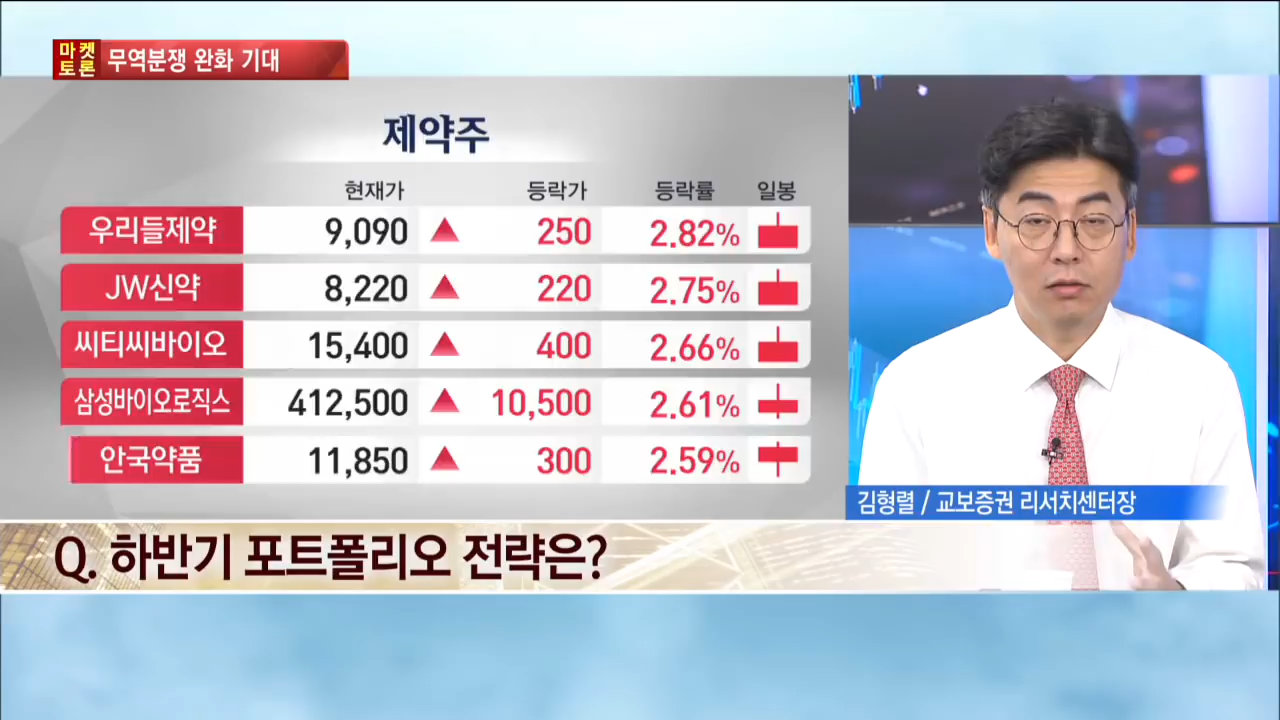 마켓
토론
무역분쟁 완화 기대
제약주
현재가 등락가 등락률 일봉
우리들제약 9,090 ▲ 250 2.82%
JW신약 8,220 ▲ 220 2.75%
씨티씨바이오 15,400 ▲ 400 2.66%
삼성바이오로직스 412,500 ▲ 10,500 2.61%
안국약품 11,850 ▲ 300 2.59%
김형렬 / 교보증권 리서치센터장
Q. 하반기 포트폴리오 전략은?